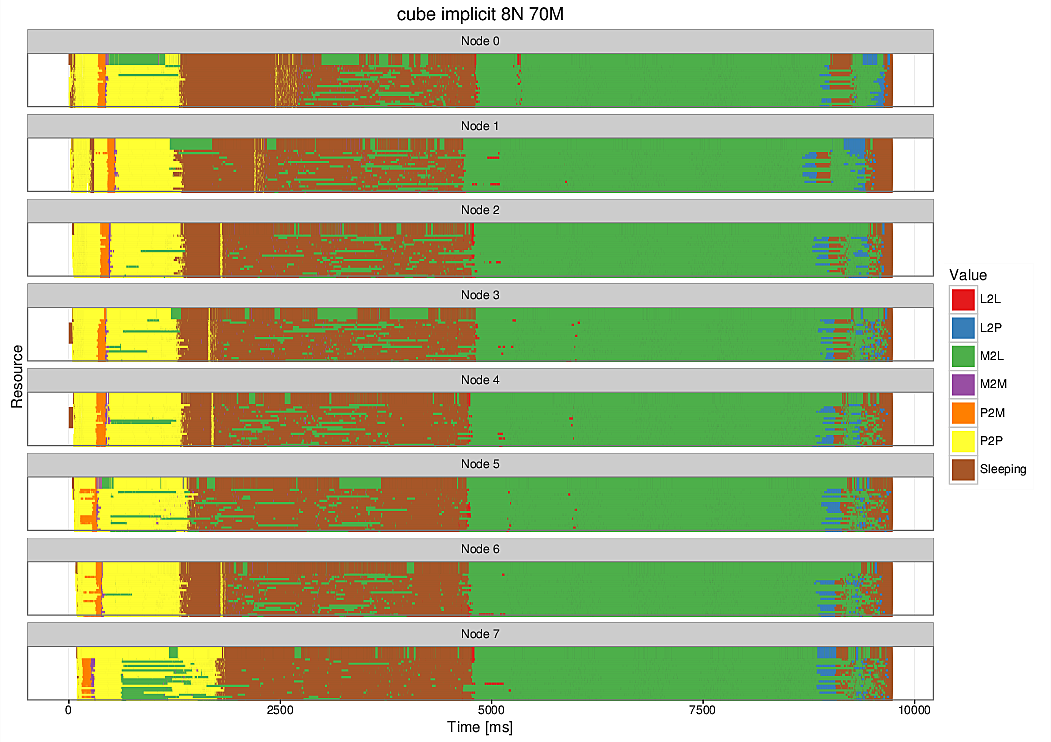 cube implicit 8N 70M
Node 0
Node 1
Node 2
Node 3
Node 4
Node 5
Node 6
Node 7
Resource
0 2500 5000 7500 10000
Time [ms]
Value
L2L
L2P
M2L
M2M
P2M
P2P
Sleeping